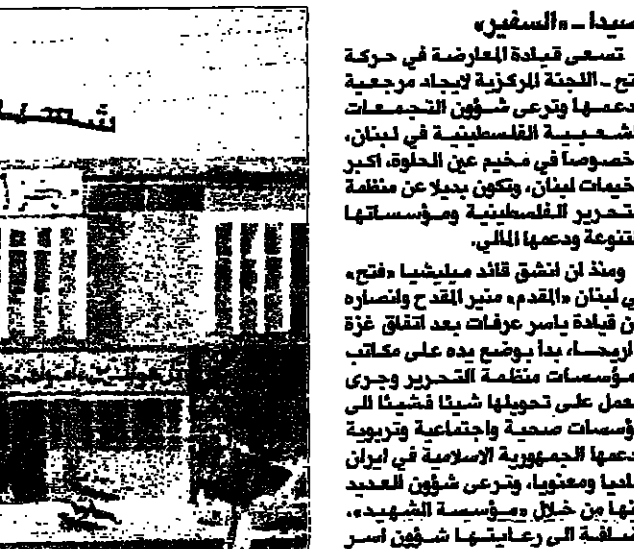 صيدا ـ «السفير»
تسعى قيادة المعارضة في حركة
فتح ـ اللجنة المركزية لايجاد مرجعية
تدعمها وترعى شؤون التجمعات
الشعبية الفلسطينية في لبنان،
خصوصا في مخيم عين الحلوة، اكبر
مخيمات لبنان، وتكون بديلا عن منظمة
التحرير الفلسطينية ومؤسساتها
المتنوعة ودعمها المالي.
ومنذ ان انشق قائد ميليشيا «فتح»
في لبنان «المقدم» منير المقدح وانصاره
عن قيادة ياسر عرفات بعد اتفاق غزة
اريحا، بدأ بوضع يده على مكاتب
مؤسسات منظمة التحرير وجرى
العمل على تحويلها شيئا فشيئا الى
مؤسسات صحية واجتماعية وتربوية
تدعمها الجمهورية الاسلامية في ايران
ماديا ومعنويا، وترعى شؤون العديد
منها من خلال «مؤسسة الشهيد»،
اضافة الى رعايتها شؤون اسر